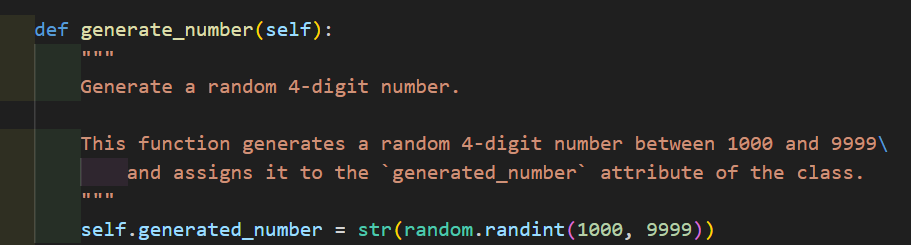 def generate_number(self):
"""
Generate a random 4-digit number.
This function generates a random 4-digit number between 1000 and 9999\
and assigns it to the `generated_number` attribute of the class.
"""
self.generated_number = str(random.randint(1000, 9999))